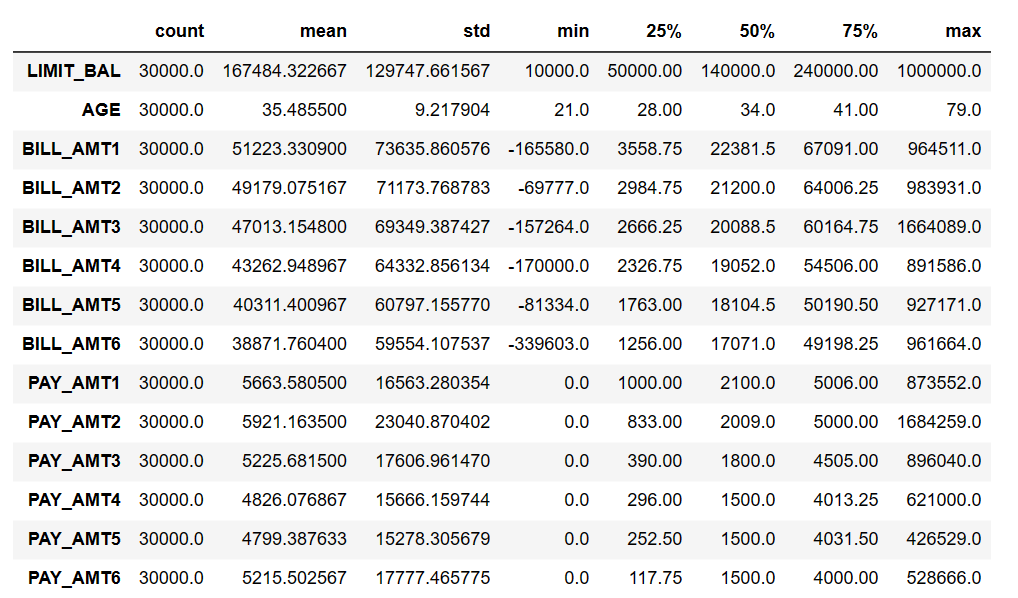 count mean std min 25% 50% 75% max
LIMIT_BAL 30000.0 167484.322667 129747.661567 10000.0 50000.00 140000.0 240000.00 1000000.0
AGE 30000.0 35.485500 9.217904 21.0 28.00 34.0 41.00 79.0
BILL_AMT1 30000.0 51223.330900 73635.860576 -165580.0 3558.75 22381.5 67091.00 964511.0
BILL_AMT2 30000.0 49179.075167 71173.768783 -69777.0 2984.75 21200.0 64006.25 983931.0
BILL_AMT3 30000.0 47013.154800 69349.387427 -157264.0 2666.25 20088.5 60164.75 1664089.0
BILL_AMT4 30000.0 43262.948967 64332.856134 -170000.0 2326.75 19052.0 54506.00 891586.0
BILL_AMT5 30000.0 40311.400967 60797.155770 -81334.0 1763.00 18104.5 50190.50 927171.0
BILL_AMT6 30000.0 38871.760400 59554.107537 -339603.0 1256.00 17071.0 49198.25 961664.0
PAY_AMT1 30000.0 5663.580500 16563.280354 0.0 1000.00 2100.0 5006.00 873552.0
PAY_AMT2 30000.0 5921.163500 23040.870402 0.0 833.00 2009.0 5000.00 1684259.0
PAY_AMT3 30000.0 5225.681500 17606.961470 0.0 390.00 1800.0 4505.00 896040.0
PAY_AMT4 30000.0 4826.076867 15666.159744 0.0 296.00 1500.0 4013.25 621000.0
PAY_AMT5 30000.0 4799.387633 15278.305679 0.0 252.50 1500.0 4031.50 426529.0
PAY_AMT6 30000.0 5215.502567 17777.465775 0.0 117.75 1500.0 4000.00 528666.0